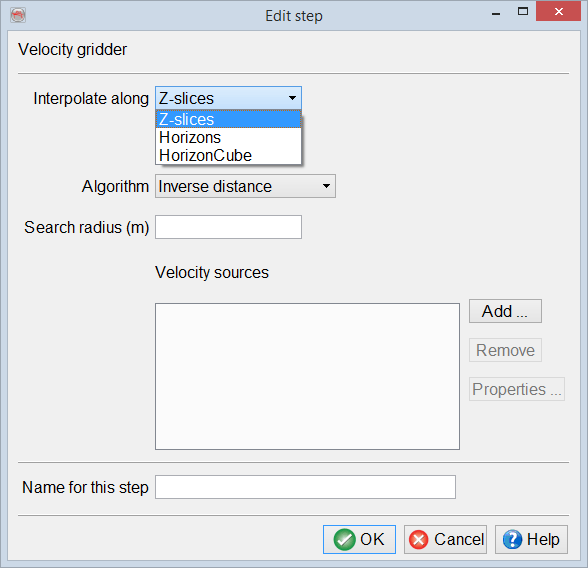 Edit step
Velocity gridder
Interpolate along Z-slices
Z-slices
Horizons
HorizonCube
Algorithm Inverse distance
Search radius (m)
Velocity sources
Add ...
Remove
Properties ...
Name for this step
OK Cancel Help